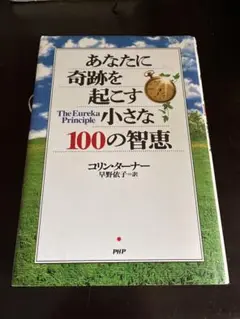 あなたに
奇跡を
起こす
The Eureka
Principle
小さな
100の智恵
コリン・ターナー
早野依子=訳
PHP